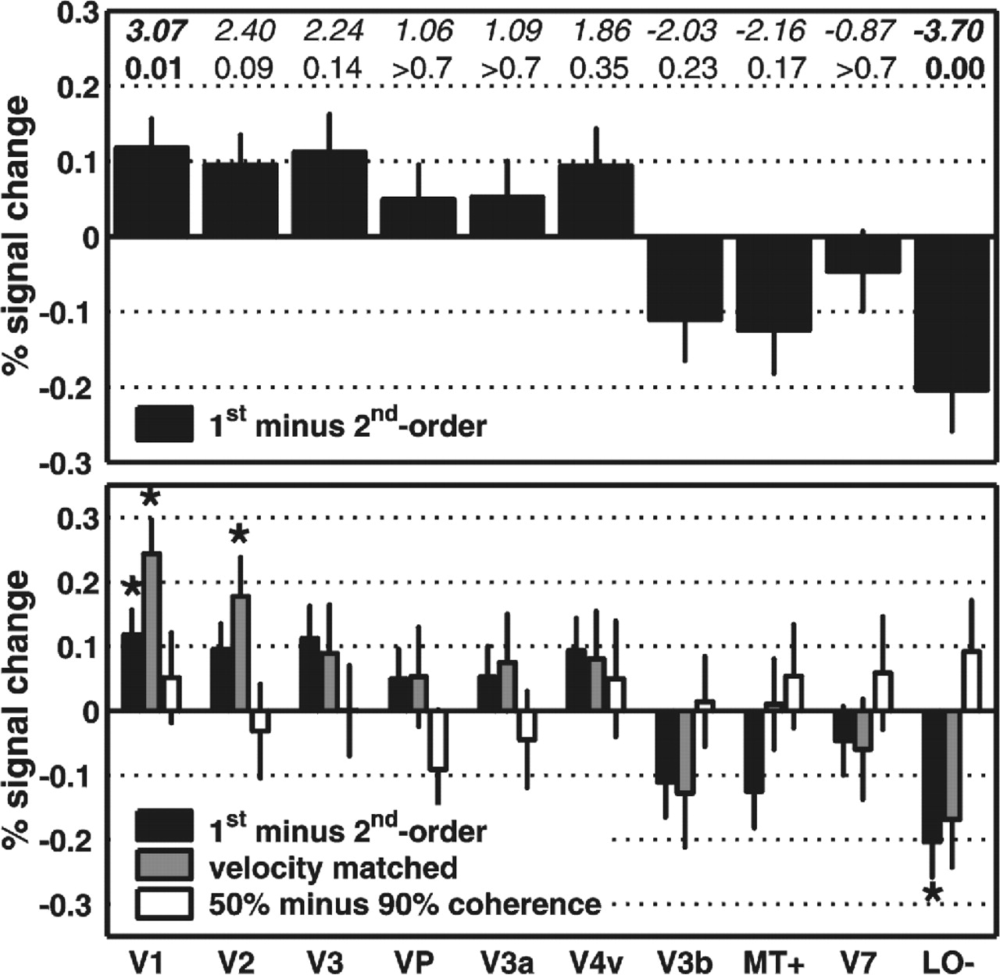 0.3
3.07 2.40 2.24 1.06 1.09 1.86 -2.03 -2.16 -0.87 -3.70
0.01 0.09 0.14 >0.7 >0.7 0.35 0.23 0.17 >0.7 0.00
0.2
0.1
0
-0.1
-0.2
-0.3
% signal change
1st minus 2nd-order
* *
*
0.3
0.2
0.1
0
-0.1
-0.2
-0.3
% signal change
1st minus 2nd-order
velocity matched
50% minus 90% coherence
*
V1 V2 V3 VP V3a V4v V3b MT+ V7 LO-